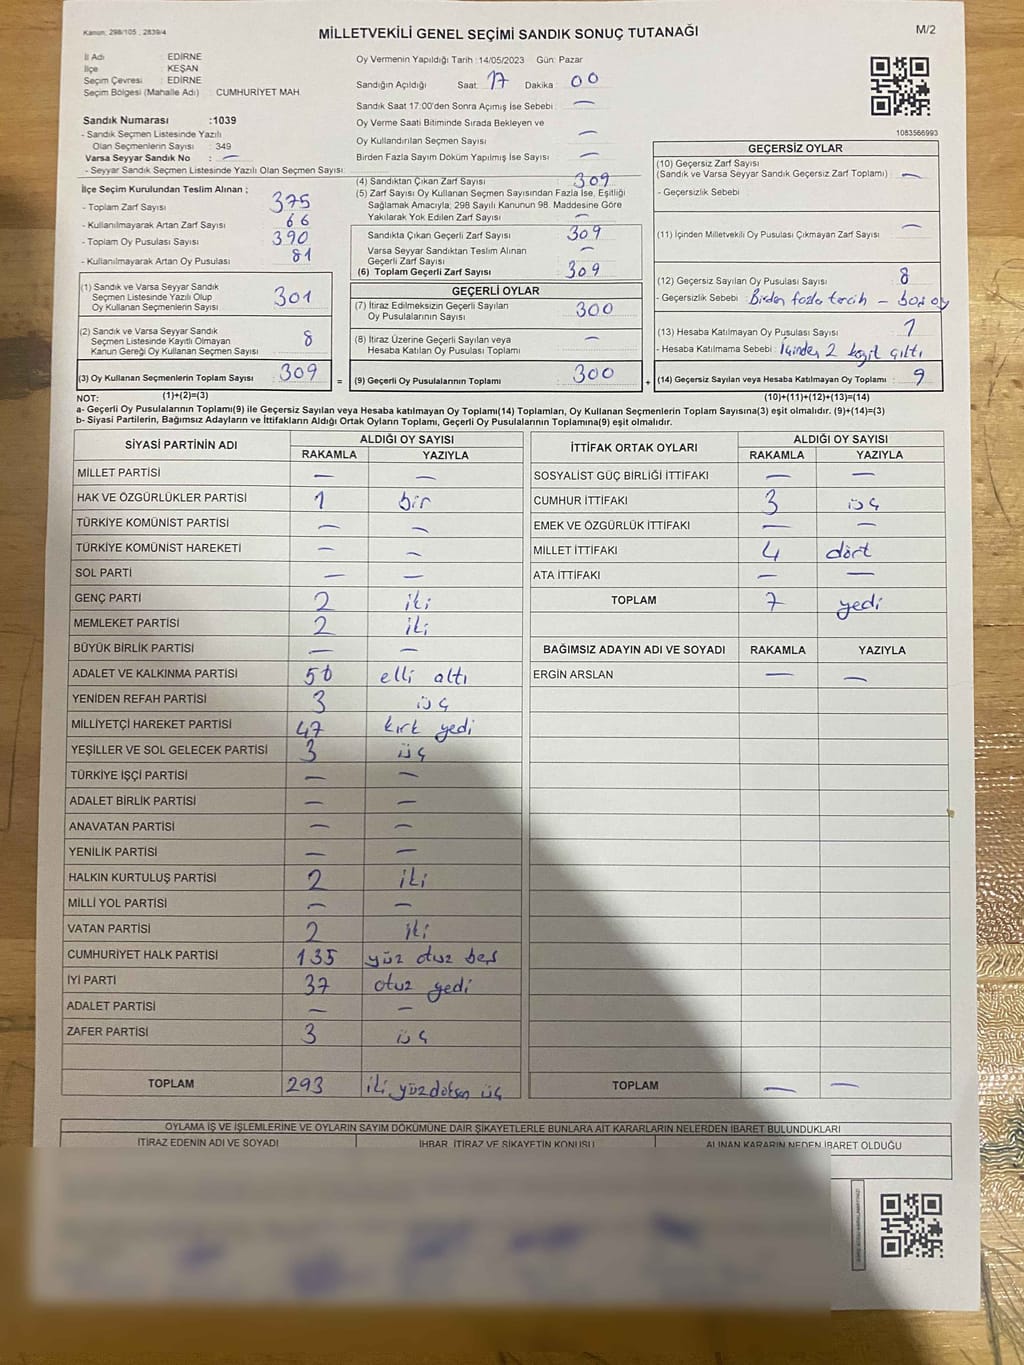 Kanun: 298/105 , 2839/4
MİLLETVEKİLİ GENEL SEÇİMİ SANDIK SONUÇ TUTANAĞI
M/2
İl Adı : EDİRNE
İlçe : KEŞAN
Seçim Çevresi : EDİRNE
Seçim Bölgesi (Mahalle Adı) : CUMHURİYET MAH.
Sandık Numarası :1039
- Sandık Seçmen Listesinde Yazılı
Olan Seçmenlerin Sayısı : 349
Varsa Seyyar Sandık No : —
- Seyyar Sandık Seçmen Listesinde Yazılı Olan Seçmen Sayısı:
İlçe Seçim Kurulundan Teslim Alınan ;
- Toplam Zarf Sayısı 375
- Kullanılmayarak Artan Zarf Sayısı 66
- Toplam Oy Pusulası Sayısı 390
- Kullanılmayarak Artan Oy Pusulası 81
(1) Sandık ve Varsa Seyyar Sandık
Seçmen Listesinde Yazılı Olup
Oy Kullanan Seçmenlerin Sayısı 301
(2) Sandık ve Varsa Seyyar Sandık
Seçmen Listesinde Kayıtlı Olmayan
Kanun Gereği Oy Kullanan Seçmen Sayısı 8
(3) Oy Kullanan Seçmenlerin Toplam Sayısı 309
(1)+(2)=(3)
Oy Vermenin Yapıldığı Tarih :14/05/2023 Gün: Pazar
Sandığın Açıldığı Saat: 17 Dakika : 00
Sandık Saat 17:00'den Sonra Açımış İse Sebebi : —
Oy Verme Saati Bitiminde Sırada Bekleyen ve
Oy Kullandırılan Seçmen Sayısı —
Birden Fazla Sayım Döküm Yapılmış İse Sayısı —
(4) Sandıktan Çıkan Zarf Sayısı 309
(5) Zarf Sayısı Oy Kullanan Seçmen Sayısından Fazla İse, Eşitliği
Sağlamak Amacıyla; 298 Sayılı Kanunun 98. Maddesine Göre
Yakılarak Yok Edilen Zarf Sayısı —
Sandıkla Çıkan Geçerli Zarf Sayısı 309
Varsa Seyyar Sandıktan Teslim Alınan
Geçerli Zarf Sayısı —
(6) Toplam Geçerli Zarf Sayısı 309
GEÇERLİ OYLAR
(7) İtiraz Edilmeksizin Geçerli Sayılan
Oy Pusulalarının Sayısı 300
(8) İtiraz Üzerine Geçerli Sayılan veya
Hesaba Katılan Oy Pusulası Toplamı —
= (9) Geçerli Oy Pusulalarının Toplamı 300
1083566993
GEÇERSİZ OYLAR
(10) Geçersiz Zarf Sayısı
(Sandık ve Varsa Seyyar Sandık Geçersiz Zarf Toplamı) : —
- Geçersizlik Sebebi :
(11) İçinden Milletvekili Oy Pusulası Çıkmayan Zarf Sayısı —
(12) Geçersiz Sayılan Oy Pusulası Sayısı 8
- Geçersizlik Sebebi : Birden fazla tercih –
(13) Hesaba Katılmayan Oy Pusulası Sayısı 1
- Hesaba Katılmama Sebebi : İçinden 2 çıktı
+ (14) Geçersiz Sayılan veya Hesaba Katılmayan Oy Toplamı 9
(10)+(11)+(12)+(13)=(14)
NOT:
a- Geçerli Oy Pusulalarının Toplamı(9) ile Geçersiz Sayılan veya Hesaba katılmayan Oy Toplamı(14) Toplamları, Oy Kullanan Seçmenlerin Toplam Sayısına(3) eşit olmalıdır. (9)+(14)=(3)
b- Siyasi Partilerin, Bağımsız Adayların ve İttifakların Aldığı Ortak Oyların Toplamı, Geçerli Oy Pusulalarının Toplamına(9) eşit olmalıdır.
SİYASİ PARTİNİN ADI ALDIĞI OY SAYISI
RAKAMLA YAZIYLA
MİLLET PARTİSİ — —
HAK VE ÖZGÜRLÜKLER PARTİSİ 1 bir
TÜRKİYE KOMÜNİST PARTİSİ — —
TÜRKİYE KOMÜNİST HAREKETİ — —
SOL PARTİ — —
GENÇ PARTİ 2 iki
MEMLEKET PARTİSİ 2 iki
BÜYÜK BİRLİK PARTİSİ — —
ADALET VE KALKINMA PARTİSİ 56 elli altı
YENİDEN REFAH PARTİSİ 3 üç
MİLLİYETÇİ HAREKET PARTİSİ 47 kırk yedi
YEŞİLLER VE SOL GELECEK PARTİSİ 3 üç
TÜRKİYE İŞÇİ PARTİSİ — —
ADALET BİRLİK PARTİSİ — —
ANAVATAN PARTİSİ — —
YENİLİK PARTİSİ — —
HALKIN KURTULUŞ PARTİSİ 2 iki
MİLLİ YOL PARTİSİ — —
VATAN PARTİSİ 2 iki
CUMHURİYET HALK PARTİSİ 135 yüz otuz beş
İYİ PARTİ 37 otuz yedi
ADALET PARTİSİ — —
ZAFER PARTİSİ 3 üç
TOPLAM 293 iki yüzdoksan üç
İTTİFAK ORTAK OYLARI ALDIĞI OY SAYISI
RAKAMLA YAZIYLA
SOSYALİST GÜÇ BİRLİĞİ İTTİFAKI — —
CUMHUR İTTİFAKI 3 üç
EMEK VE ÖZGÜRLÜK İTTİFAKI — —
MİLLET İTTİFAKI 4 dört
ATA İTTİFAKI — —
TOPLAM 7 yedi
BAĞIMSIZ ADAYIN ADI VE SOYADI RAKAMLA YAZIYLA
ERGİN ARSLAN — —
TOPLAM — —
OYLAMA İŞ VE İŞLEMLERİNE VE OYLARIN SAYIM DÖKÜMÜNE DAİR ŞİKAYETLERLE BUNLARA AİT KARARLARIN NELERDEN İBARET BULUNDUKLARI
İTİRAZ EDENİN ADI VE SOYADI İHBAR, İTİRAZ VE ŞİKAYETİN KONUSU ALINAN KARARIN NEDEN İBARET OLDUĞU